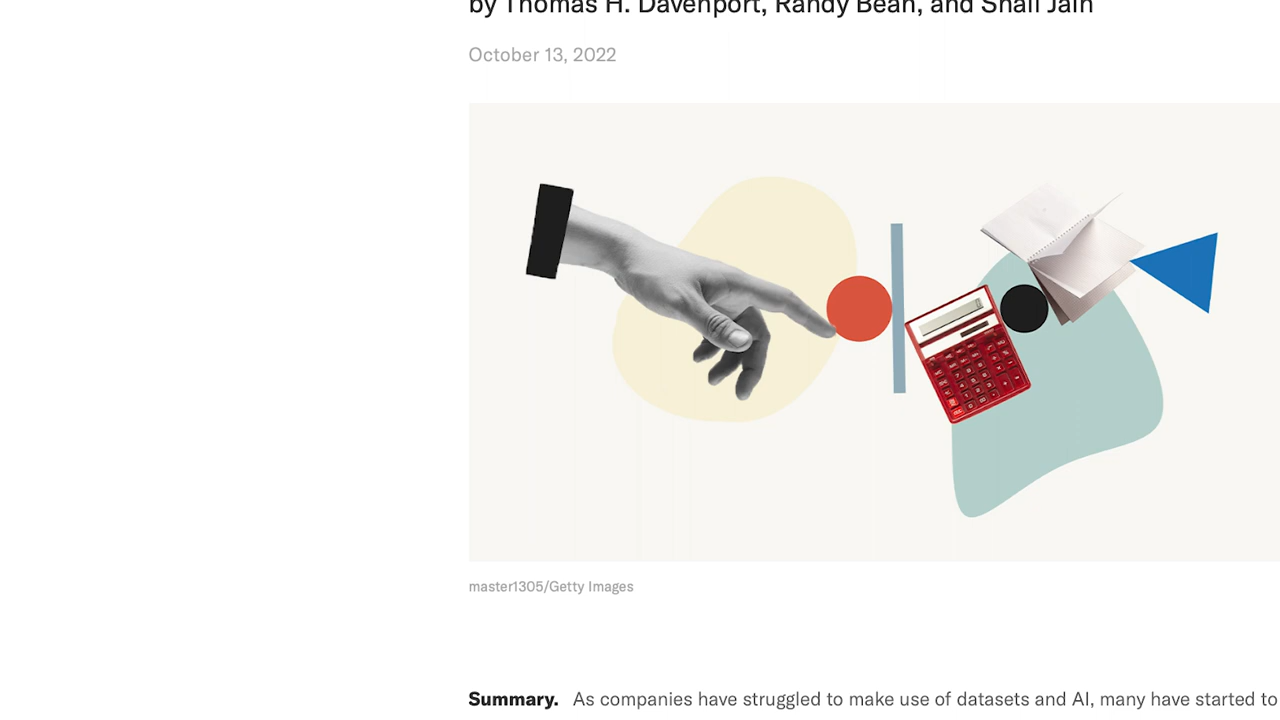 by Thomas H. Davenport, Randy Bean, and Shail Jain
October 13, 2022
master1305/Getty Images
Summary. As companies have struggled to make use of datasets and AI, many have started to